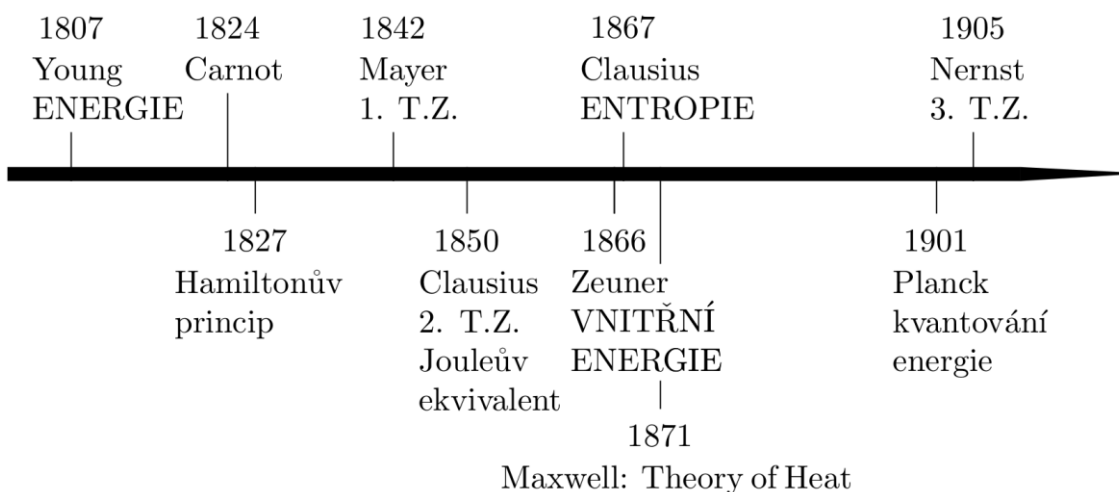 1807
Young
ENERGIE
1824
Carnot
1842
Mayer
1. T.Z.
1867
Clausius
ENTROPIE
1905
Nernst
3. T.Z.
1827
Hamiltonův
princip
1850
Clausius
2. T.Z.
Jouleův
ekvivalent
1866
Zeuner
VNITŘNÍ
ENERGIE
1871
Maxwell: Theory of Heat
1901
Planck
kvantování
energie